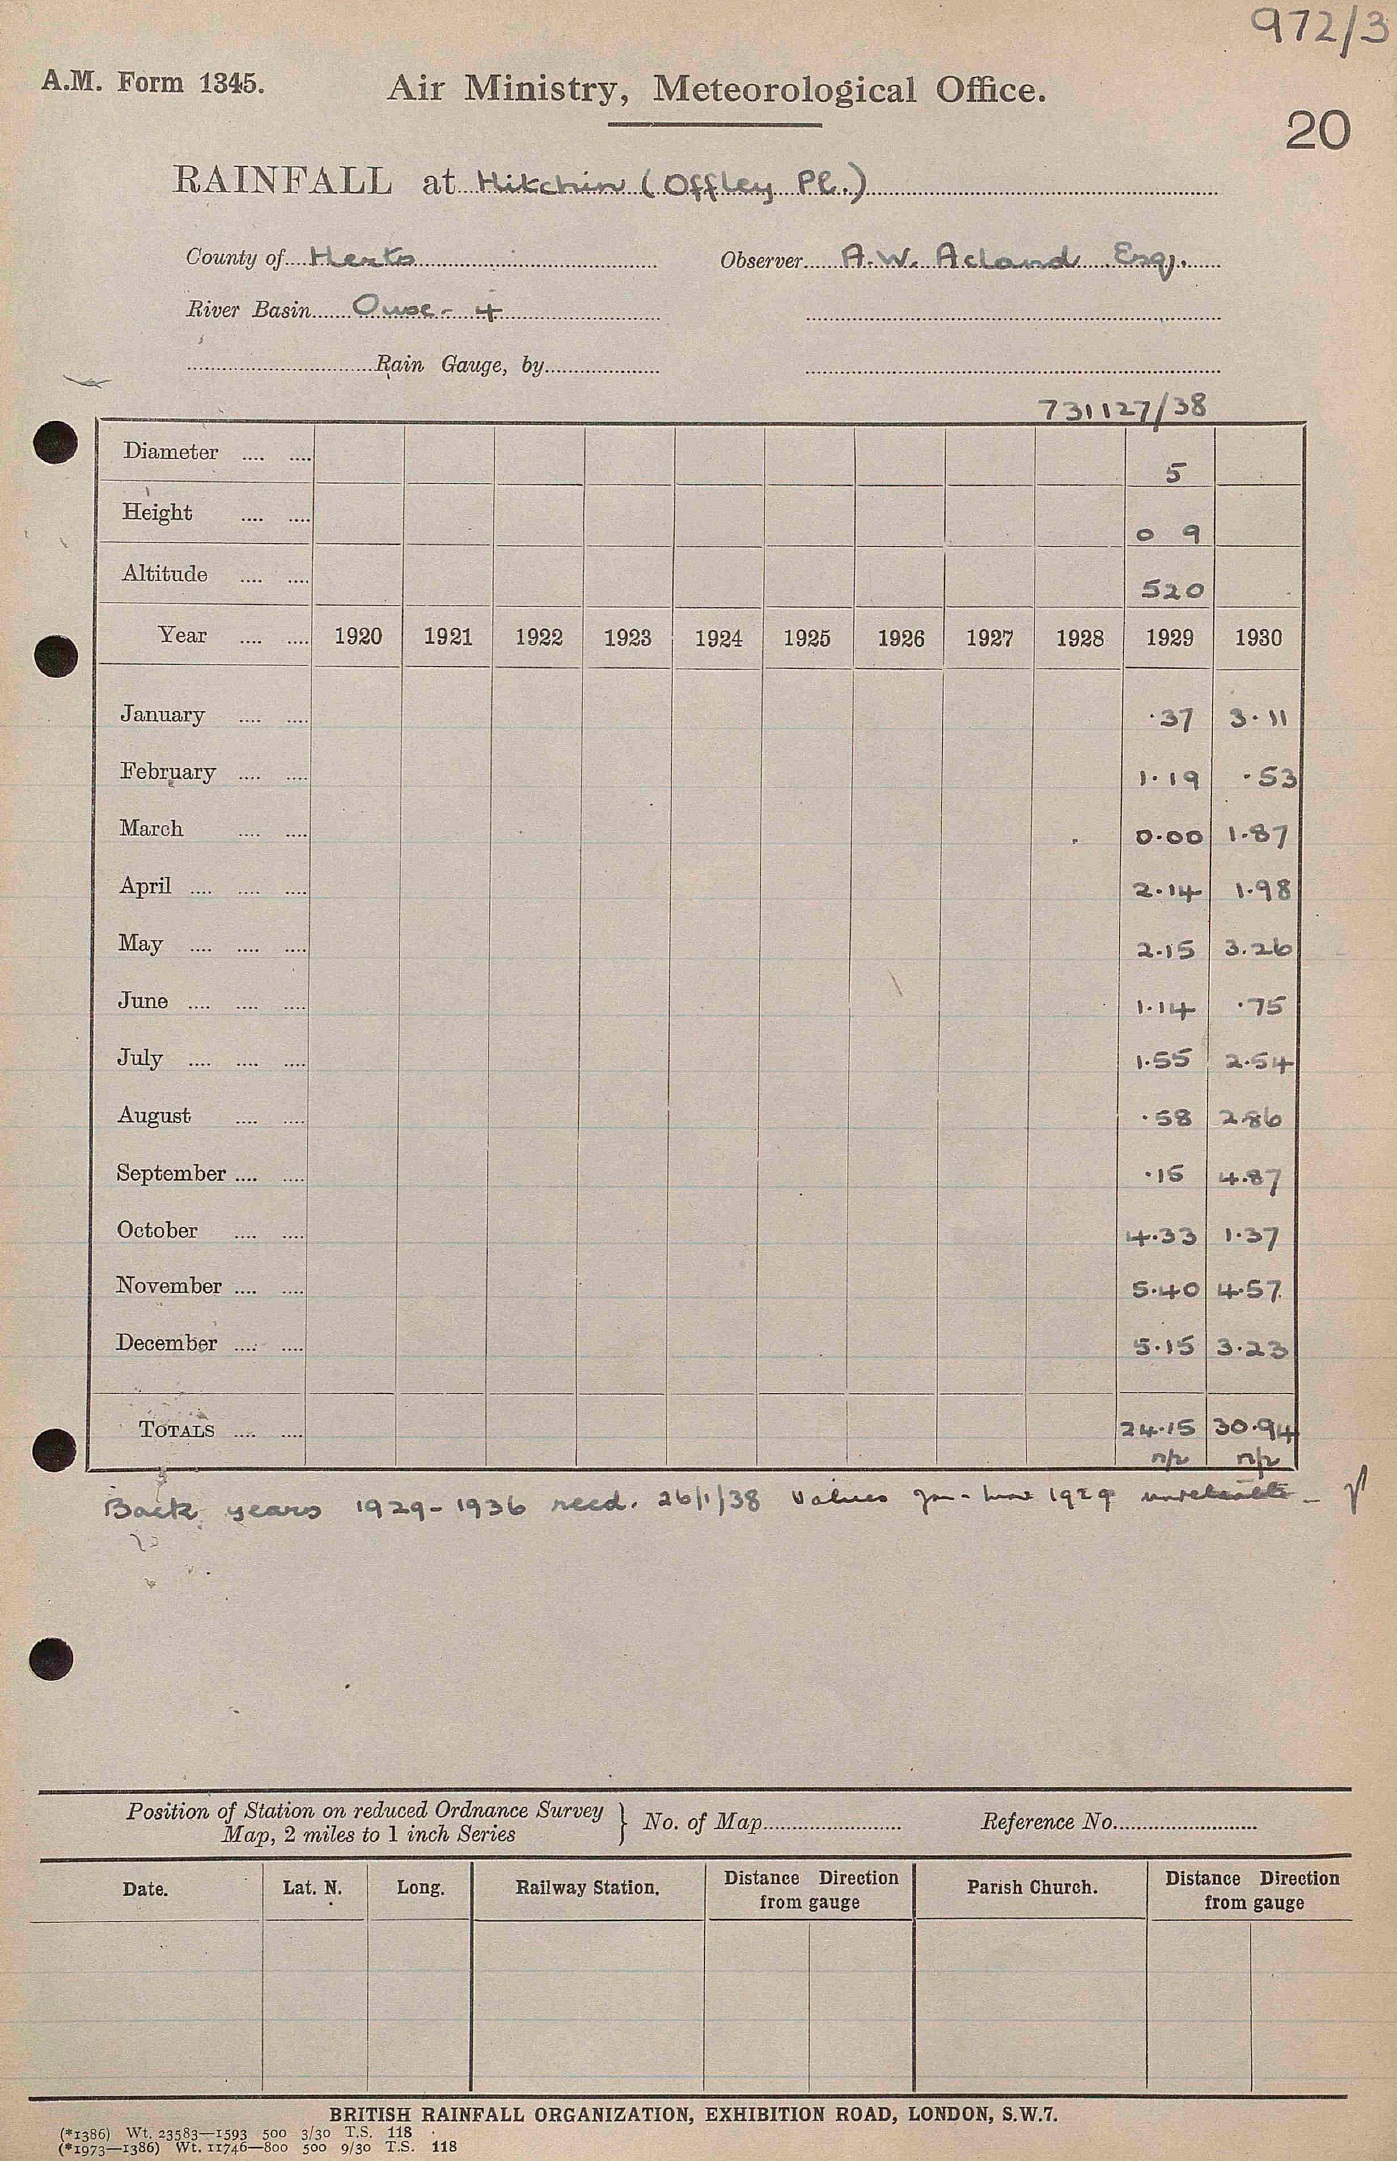 972/3
A.M. Form 1345. Air Ministry, Meteorological Office.
20
RAINFALL at Hitchin (Offley Pl.)
County of Herts Observer A.W. Acland Esq.
River Basin Ouse - 4
Rain Gauge, by
731127/38
Diameter .... .... 5
Height .... .... 0 9
Altitude .... .... 520
Year .... .... 1920 1921 1922 1923 1924 1925 1926 1927 1928 1929 1930
January .... .... ·37 3·11
February .... .... 1·19 ·53
March .... .... 0·00 1·87
April .... .... .... 2·14 1·98
May .... .... .... 2·15 3·26
June .... .... .... 1·14 ·75
July .... .... .... 1·55 2·54
August .... .... ·58 2·86
September .... .... ·15 4·87
October .... .... 4·33 1·37
November .... .... 5·40 4·57
December .... .... 5·15 3·23
TOTALS .... .... 24·15 30·94
n/p n/p
Back years 1929-1936 recd. 26/1/38 Values Jan - Mar 1929 unreliable -
Position of Station on reduced Ordnance Survey
Map, 2 miles to 1 inch Series } No. of Map Reference No.
Date. Lat. N. Long. Railway Station. Distance Direction from gauge Parish Church. Distance Direction from gauge
BRITISH RAINFALL ORGANIZATION, EXHIBITION ROAD, LONDON, S.W.7.
(*1386) Wt. 23583—1593 500 3/30 T.S. 118
(*1973—1386) Wt. 11746—800 500 9/30 T.S. 118